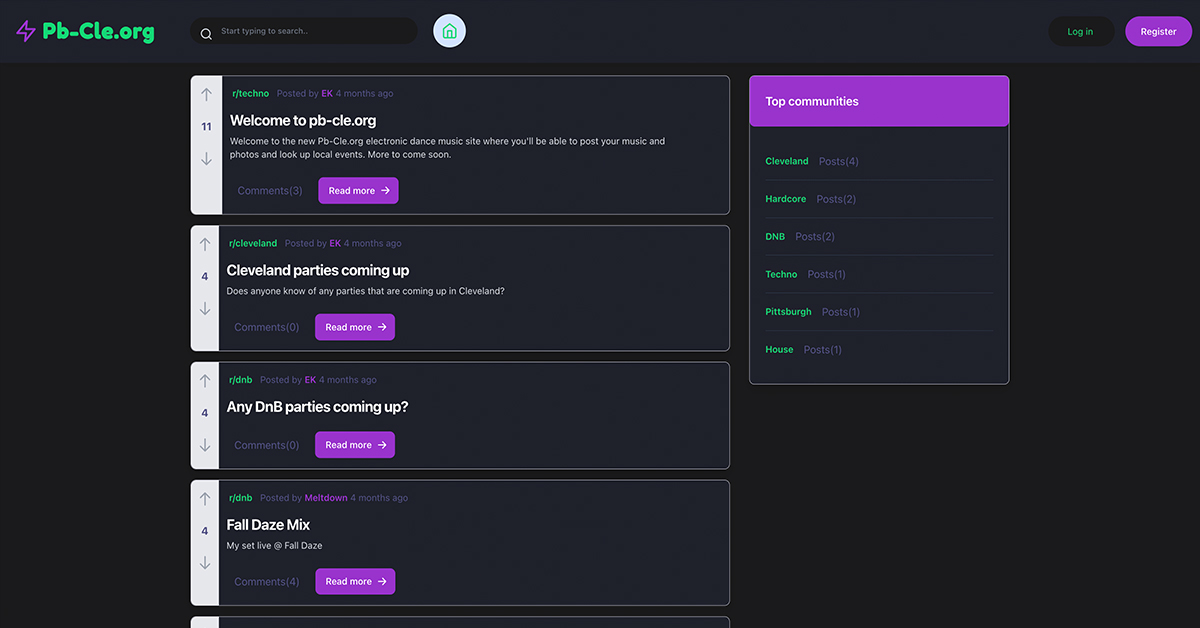 Pb-Cle.org
Start typing to search..
Log in
Register
r/techno Posted by EK 4 months ago
11
Welcome to pb-cle.org
Welcome to the new Pb-Cle.org electronic dance music site where you'll be able to post your music and
photos and look up local events. More to come soon.
Comments(3) Read more
r/cleveland Posted by EK 4 months ago
4
Cleveland parties coming up
Does anyone know of any parties that are coming up in Cleveland?
Comments(0) Read more
r/dnb Posted by EK 4 months ago
4
Any DnB parties coming up?
Comments(0) Read more
r/dnb Posted by Meltdown 4 months ago
4
Fall Daze Mix
My set live @ Fall Daze
Comments(4) Read more
Top communities
Cleveland Posts(4)
Hardcore Posts(2)
DNB Posts(2)
Techno Posts(1)
Pittsburgh Posts(1)
House Posts(1)